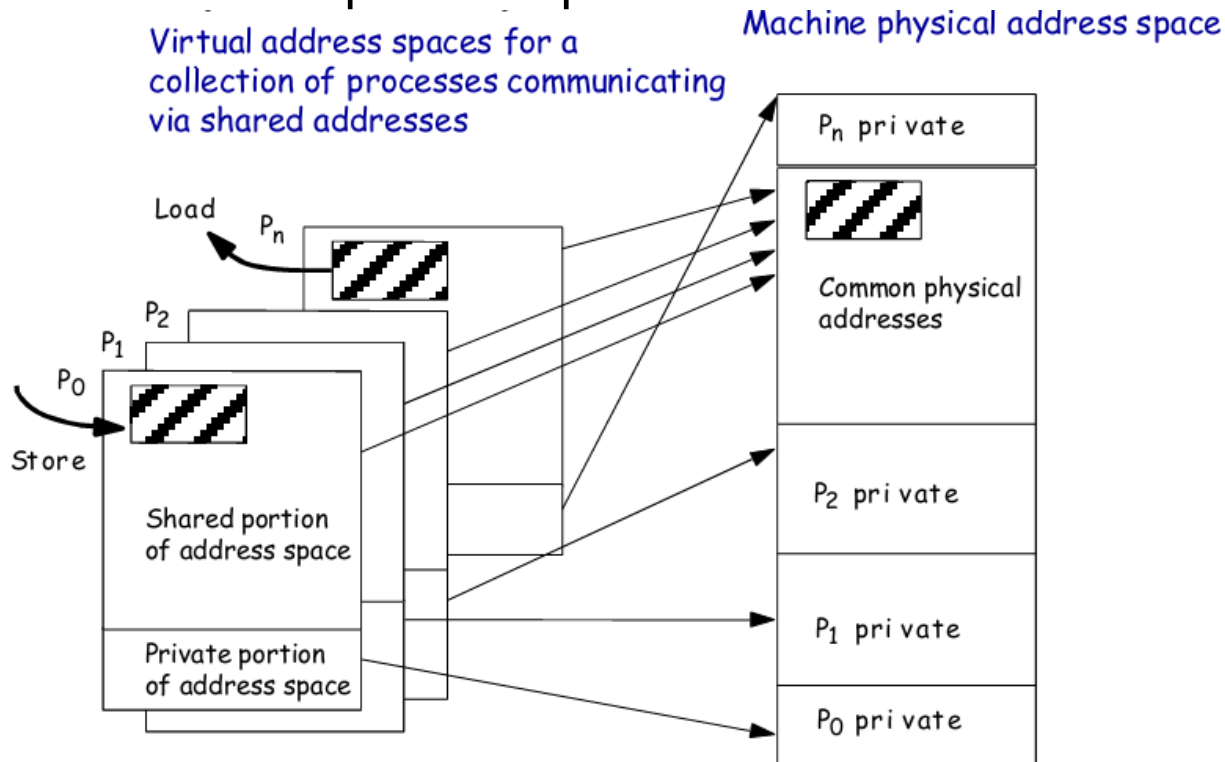 Virtual address spaces for a
collection of processes communicating
via shared addresses
Machine physical address space
Load
Pn
P2
P1
P0
Store
Shared portion
of address space
Private portion
of address space
Pn private
Common physical
addresses
P2 private
P1 private
P0 private